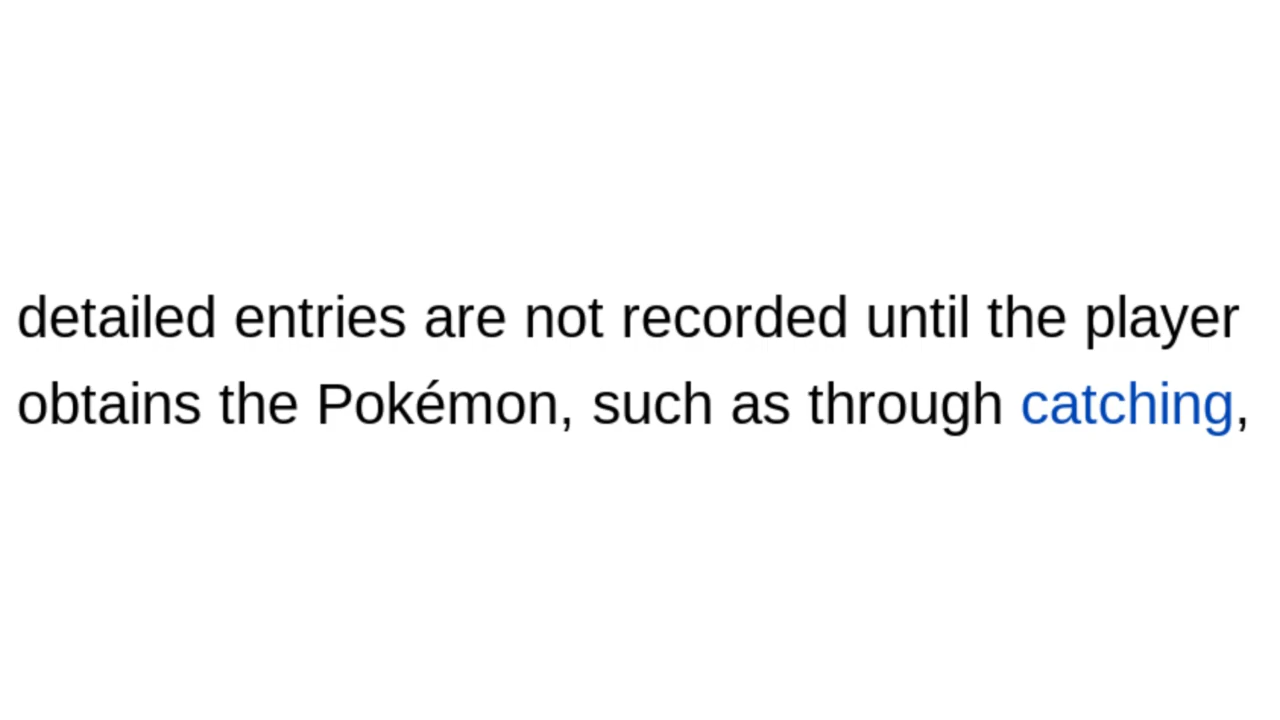 detailed entries are not recorded until the player
obtains the Pokémon, such as through catching,